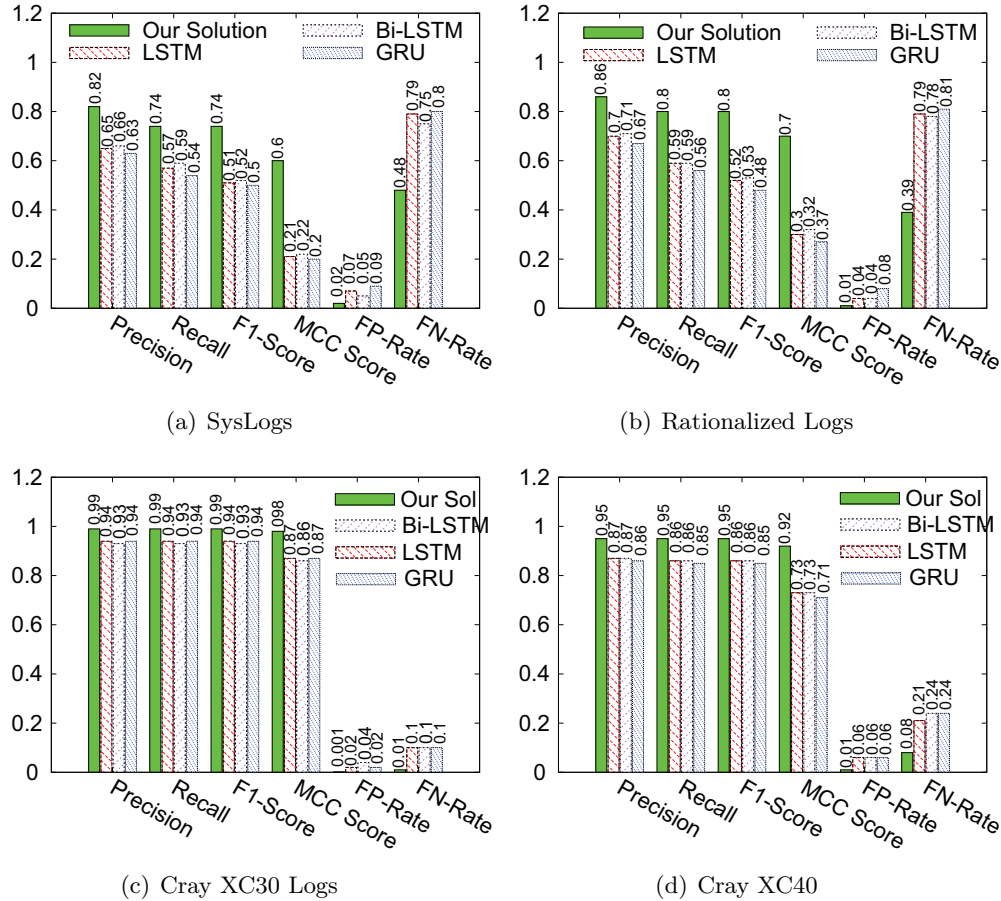 1.2
1
0.8
0.6
0.4
0.2
0
Our Solution
LSTM
Bi-LSTM
GRU
0.82
0.65
0.66
0.63
0.74
0.57
0.59
0.54
0.74
0.51
0.52
0.5
0.6
0.21
0.22
0.2
0.02
0.07
0.05
0.09
0.48
0.79
0.75
0.8
Precision
Recall
F1-Score
MCC Score
FP-Rate
FN-Rate
(a) SysLogs
1.2
1
0.8
0.6
0.4
0.2
0
Our Solution
LSTM
Bi-LSTM
GRU
0.86
0.7
0.71
0.67
0.8
0.59
0.59
0.56
0.8
0.52
0.53
0.48
0.7
0.3
0.32
0.37
0.01
0.04
0.04
0.08
0.39
0.79
0.78
0.81
Precision
Recall
F1-Score
MCC Score
FP-Rate
FN-Rate
(b) Rationalized Logs
1.2
1
0.8
0.6
0.4
0.2
0
Our Sol
Bi-LSTM
LSTM
GRU
0.99
0.94
0.93
0.94
0.99
0.94
0.93
0.94
0.99
0.94
0.93
0.94
098
0.87
0.86
0.87
0.001
0.02
0.04
0.02
0.01
0.1
0.1
0.1
Precision
Recall
F1-Score
MCC Score
FP-Rate
FN-Rate
(c) Cray XC30 Logs
1.2
1
0.8
0.6
0.4
0.2
0
Our Sol
Bi-LSTM
LSTM
GRU
0.95
0.87
0.87
0.86
0.95
0.86
0.86
0.85
0.95
0.86
0.86
0.85
0.92
0.73
0.73
0.71
0.01
0.06
0.06
0.06
0.08
0.21
0.24
0.24
Precision
Recall
F1-Score
MCC Score
FP-Rate
FN-Rate
(d) Cray XC40